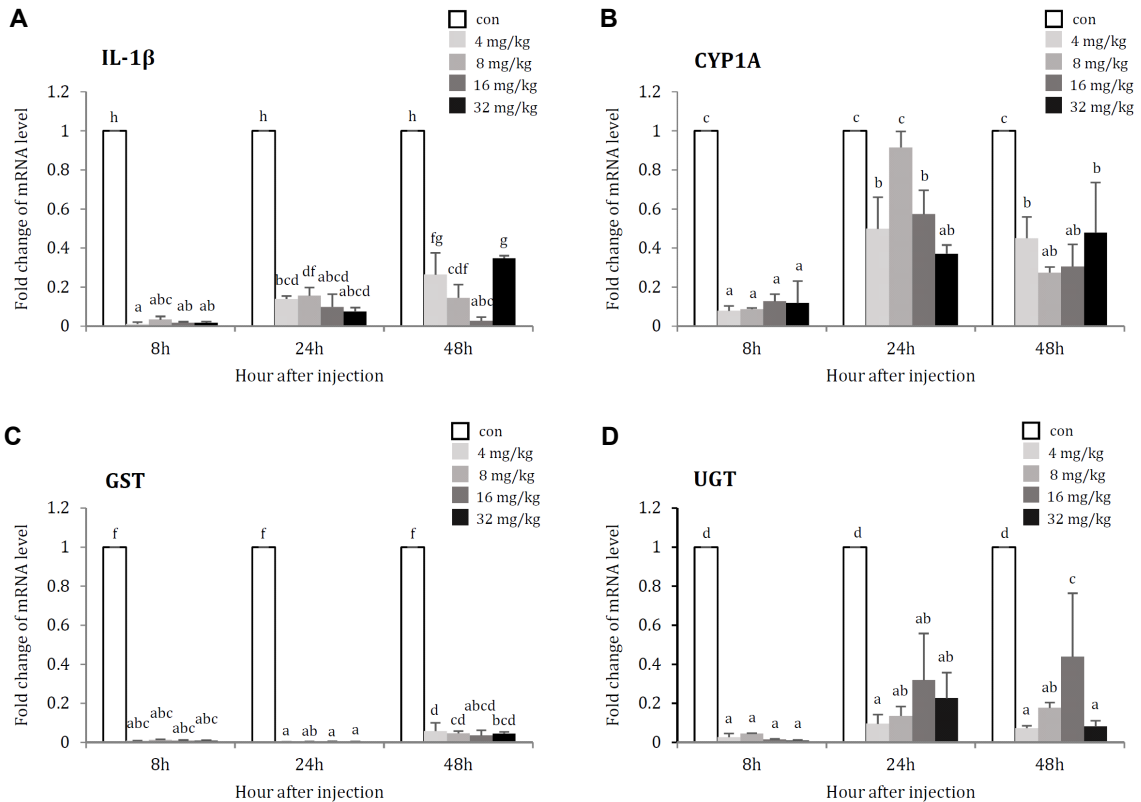 A
IL-1β
con
4 mg/kg
8 mg/kg
16 mg/kg
32 mg/kg
Fold change of mRNA level
1.2
1
0.8
0.6
0.4
0.2
0
h h h
a abc ab ab
bcd df abcd abcd
fg cdf abc g
8h 24h 48h
Hour after injection
B
CYP1A
con
4 mg/kg
8 mg/kg
16 mg/kg
32 mg/kg
Fold change of mRNA level
1.2
1
0.8
0.6
0.4
0.2
0
c c c c
a a a a
b b ab
b ab ab b
8h 24h 48h
Hour after injection
C
GST
con
4 mg/kg
8 mg/kg
16 mg/kg
32 mg/kg
Fold change of mRNA level
1.2
1
0.8
0.6
0.4
0.2
0
f f f
abc abc abc abc
a ab a a
d cd abcd bcd
8h 24h 48h
Hour after injection
D
UGT
con
4 mg/kg
8 mg/kg
16 mg/kg
32 mg/kg
Fold change of mRNA level
1.2
1
0.8
0.6
0.4
0.2
0
d d d
a a a a
a ab ab ab
a ab c a
8h 24h 48h
Hour after injection